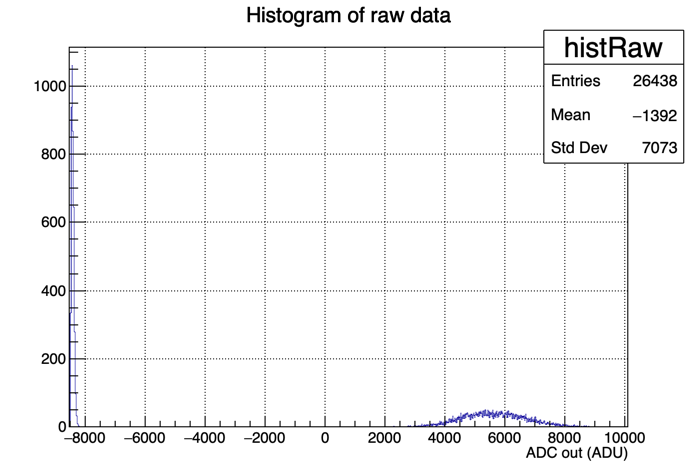 Histogram of raw data
histRaw
Entries 26438
Mean −1392
Std Dev 7073
1000
800
600
400
200
0
−8000 −6000 −4000 −2000 0 2000 4000 6000 8000 10000
ADC out (ADU)